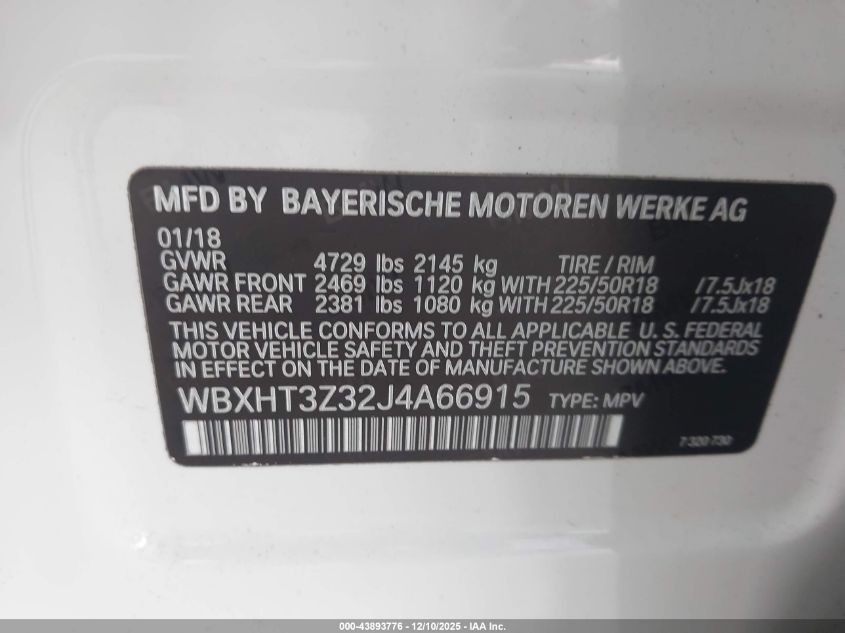 MFD BY BAYERISCHE MOTOREN WERKE AG
01/18
GVWR 4729 lbs 2145 kg TIRE / RIM
GAWR FRONT 2469 lbs 1120 kg WITH 225/50R18 /7.5Jx18
GAWR REAR 2381 lbs 1080 kg WITH 225/50R18 /7.5Jx18
THIS VEHICLE CONFORMS TO ALL APPLICABLE U. S. FEDERAL
MOTOR VEHICLE SAFETY AND THEFT PREVENTION STANDARDS
IN EFFECT ON THE DATE OF MANUFACTURE SHOWN ABOVE.
WBXHT3Z32J4A66915 TYPE: MPV
7 320 730
000-43893776 - 12/10/2025 - IAA Inc.